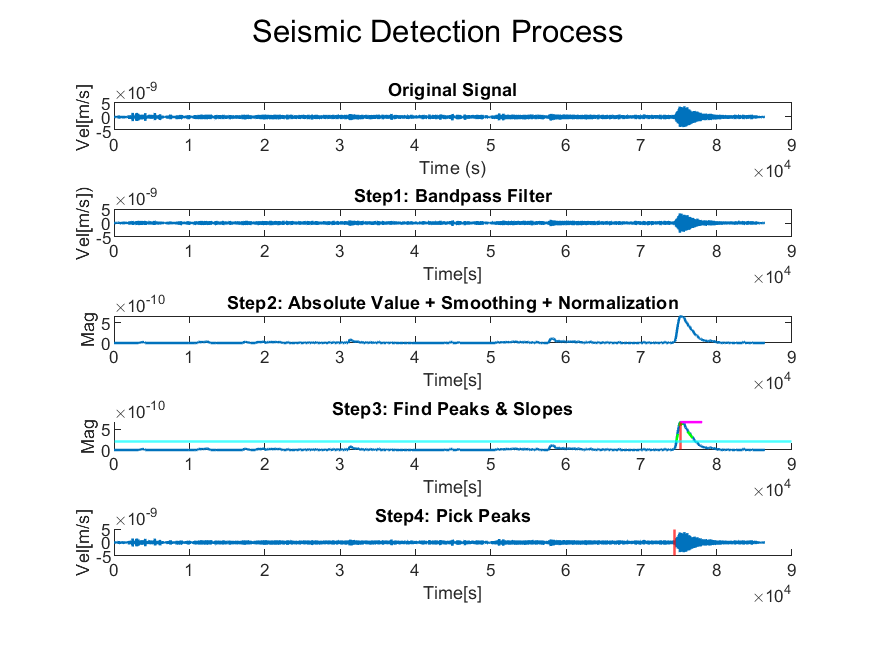 Seismic Detection Process
×10^-9
Original Signal
Vel[m/s]
5
0
-5
0 1 2 3 4 5 6 7 8 9
Time (s)
×10^4
×10^-9
Step1: Bandpass Filter
Vel[m/s])
5
0
-5
0 1 2 3 4 5 6 7 8 9
Time[s]
×10^4
×10^-10
Step2: Absolute Value + Smoothing + Normalization
Mag
5
0
0 1 2 3 4 5 6 7 8 9
Time[s]
×10^4
×10^-10
Step3: Find Peaks & Slopes
Mag
5
0
0 1 2 3 4 5 6 7 8 9
Time[s]
×10^4
×10^-9
Step4: Pick Peaks
Vel[m/s]
5
0
-5
0 1 2 3 4 5 6 7 8 9
Time[s]
×10^4